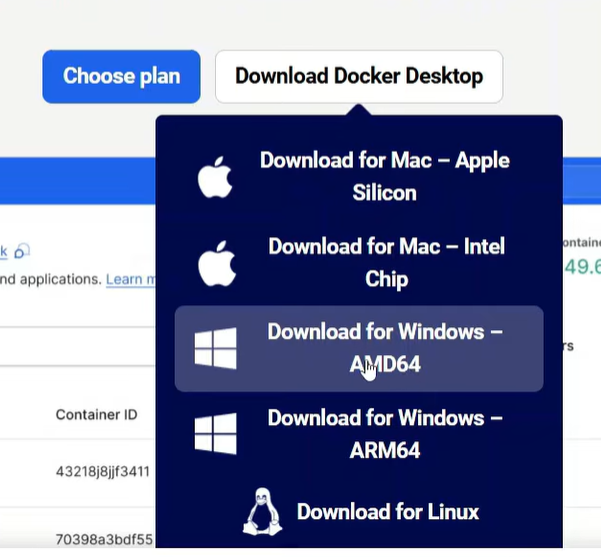 Choose plan
Download Docker Desktop
Download for Mac – Apple
Silicon
Download for Mac – Intel
Chip
Download for Windows –
AMD64
Download for Windows –
ARM64
Download for Linux
k
nd applications. Learn m
ontaine
49.6
rs
Container ID
43218j8jjf3411
70398a3bdf55